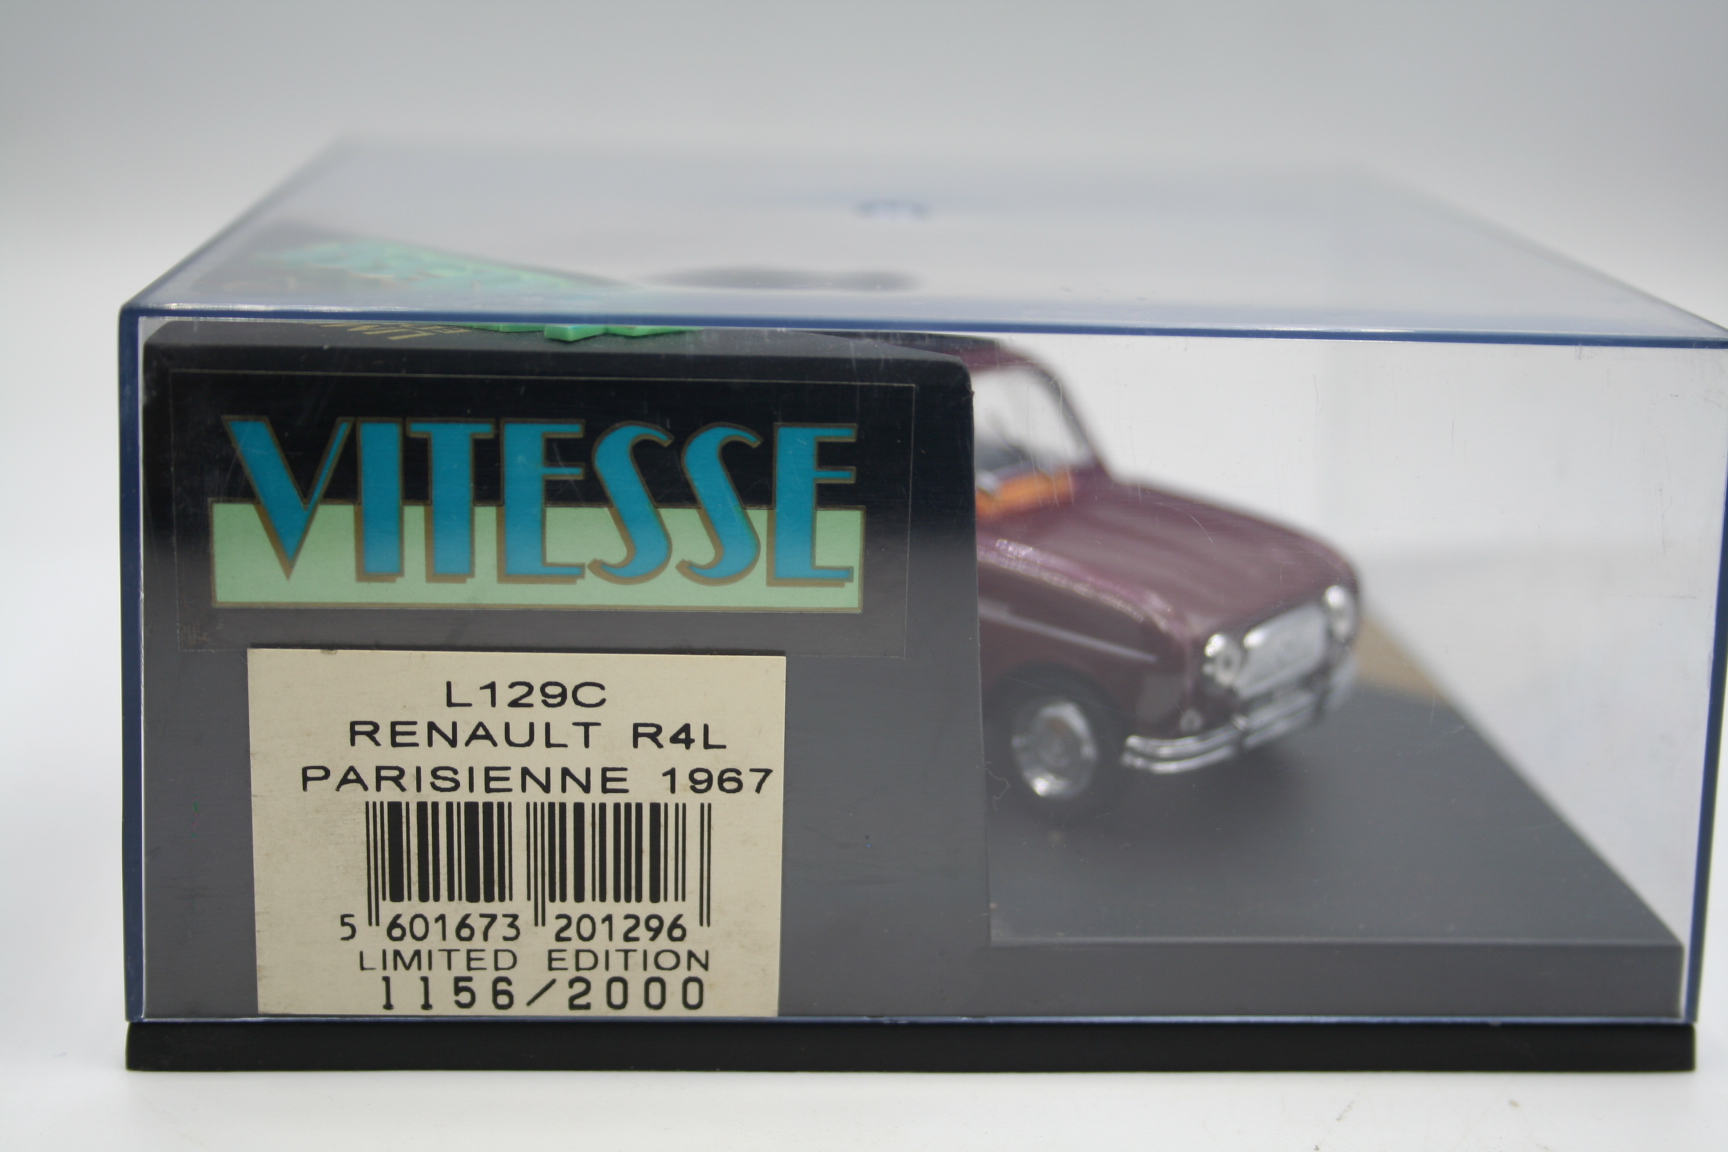 VITESSE
L129C
RENAULT R4L
PARISIENNE 1967
5 601673 201296
LIMITED EDITION
1156/2000